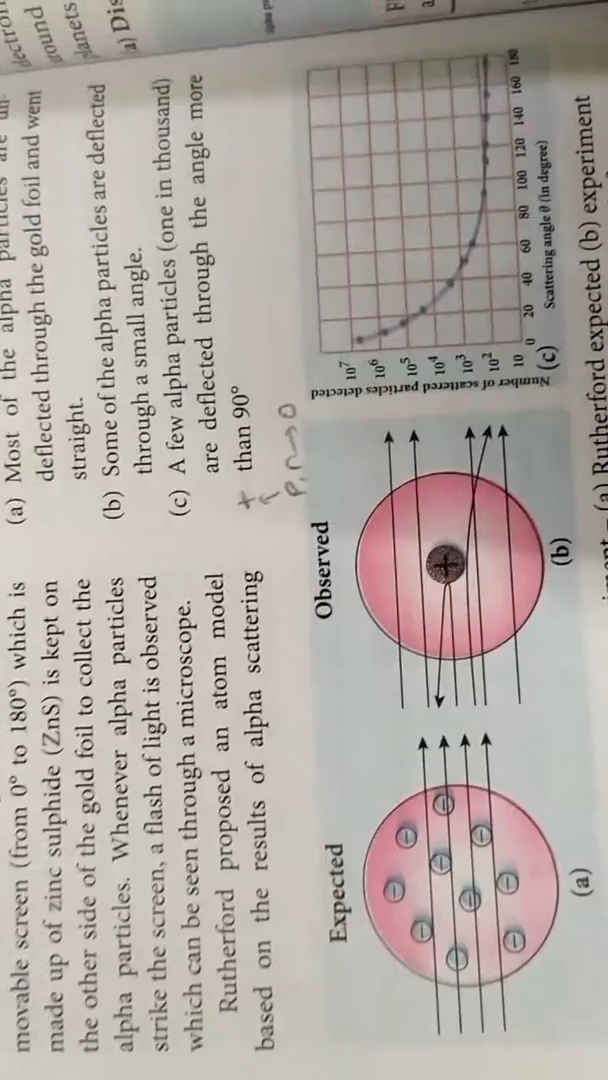 movable screen (from 0° to 180°) which is
made up of zinc sulphide (ZnS) is kept on
the other side of the gold foil to collect the
alpha particles. Whenever alpha particles
strike the screen, a flash of light is observed
which can be seen through a microscope.
Rutherford proposed an atom model
based on the results of alpha scattering
(a) Most of the alpha particles are un-
deflected through the gold foil and went
straight.
(b) Some of the alpha particles are deflected
through a small angle.
(c) A few alpha particles (one in thousand)
are deflected through the angle more
than 90°
Expected
(a)
Observed
+
(b)
Number of scattered particles detected
10⁷
10⁶
10⁵
10⁴
10³
10²
10
0 20 40 60 80 100 120 140 160 180
Scattering angle θ (in degree)
(c)
(a) Rutherford expected (b) experiment
around
planets
a) Dis